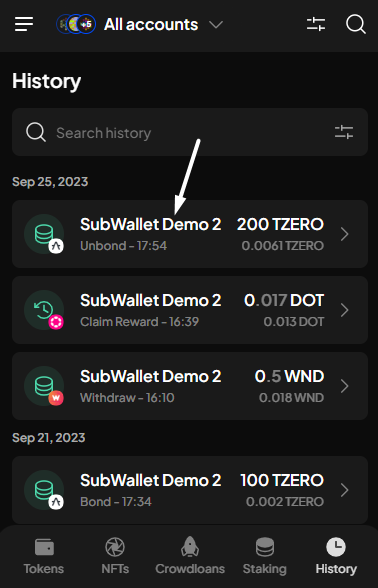 +5 All accounts
History
Search history
Sep 25, 2023
SubWallet Demo 2 200 TZERO
Unbond - 17:54 0.0061 TZERO
SubWallet Demo 2 0.017 DOT
Claim Reward - 16:39 0.013 DOT
SubWallet Demo 2 0.5 WND
Withdraw - 16:10 0.018 WND
Sep 21, 2023
SubWallet Demo 2 100 TZERO
Bond - 17:34 0.002 TZERO
Tokens NFTs Crowdloans Staking History